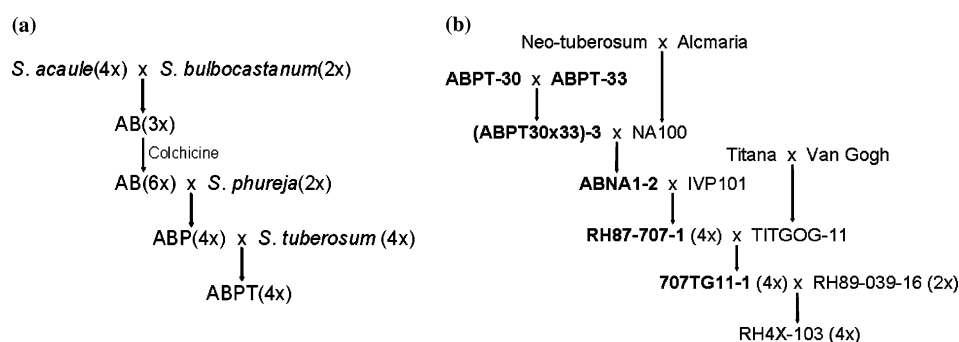 (a)
S. acaule(4x) x S. bulbocastanum(2x)
AB(3x)
Colchicine
AB(6x) x S. phureja(2x)
ABP(4x) x S. tuberosum (4x)
ABPT(4x)
(b)
Neo-tuberosum x Alcmaria
ABPT-30 x ABPT-33
(ABPT30x33)-3 x NA100
Titana x Van Gogh
ABNA1-2 x IVP101
RH87-707-1 (4x) x TITGOG-11
707TG11-1 (4x) x RH89-039-16 (2x)
RH4X-103 (4x)